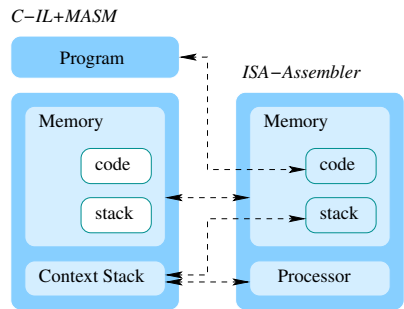 C−IL+MASM
Program
ISA−Assembler
Memory
code
stack
Context Stack
Memory
code
stack
Processor